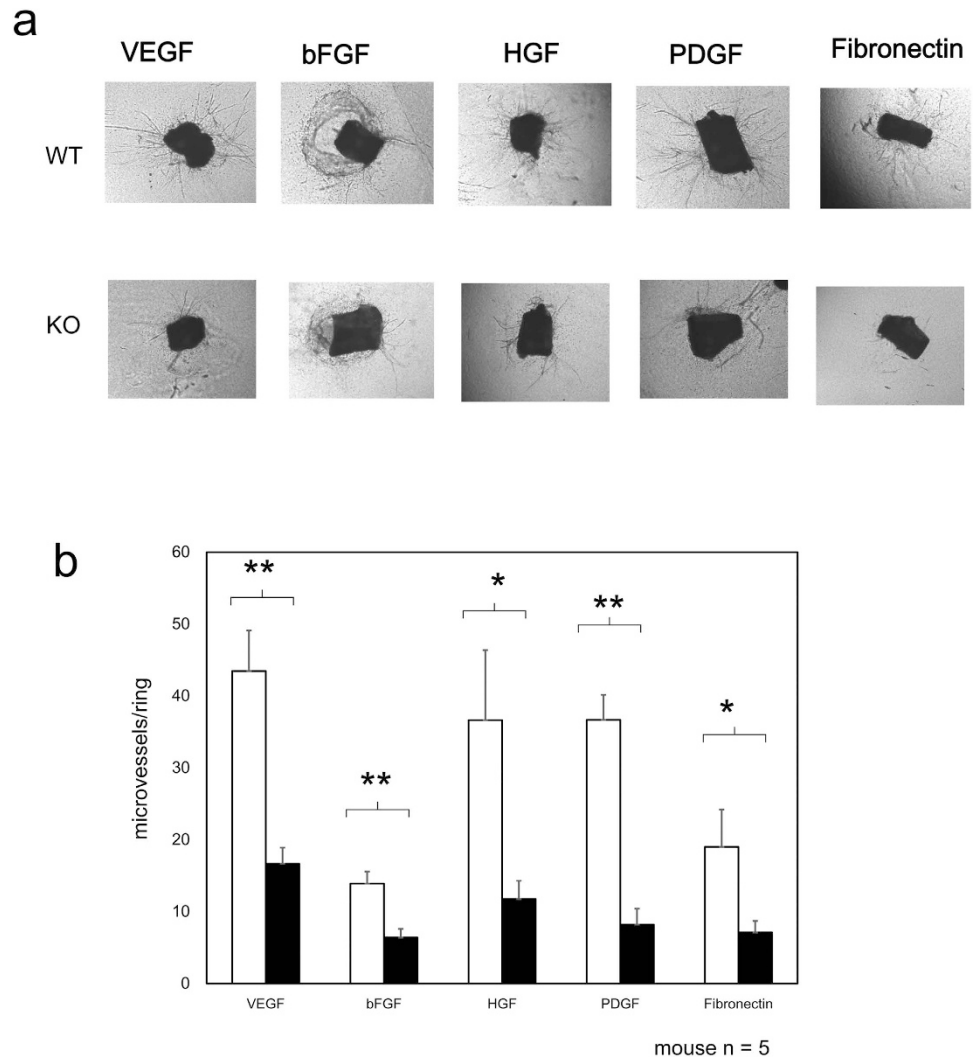 a
VEGF bFGF HGF PDGF Fibronectin
WT
KO
b
microvessels/ring
60
50
40
30
20
10
0
** ** * ** *
VEGF bFGF HGF PDGF Fibronectin
mouse n = 5